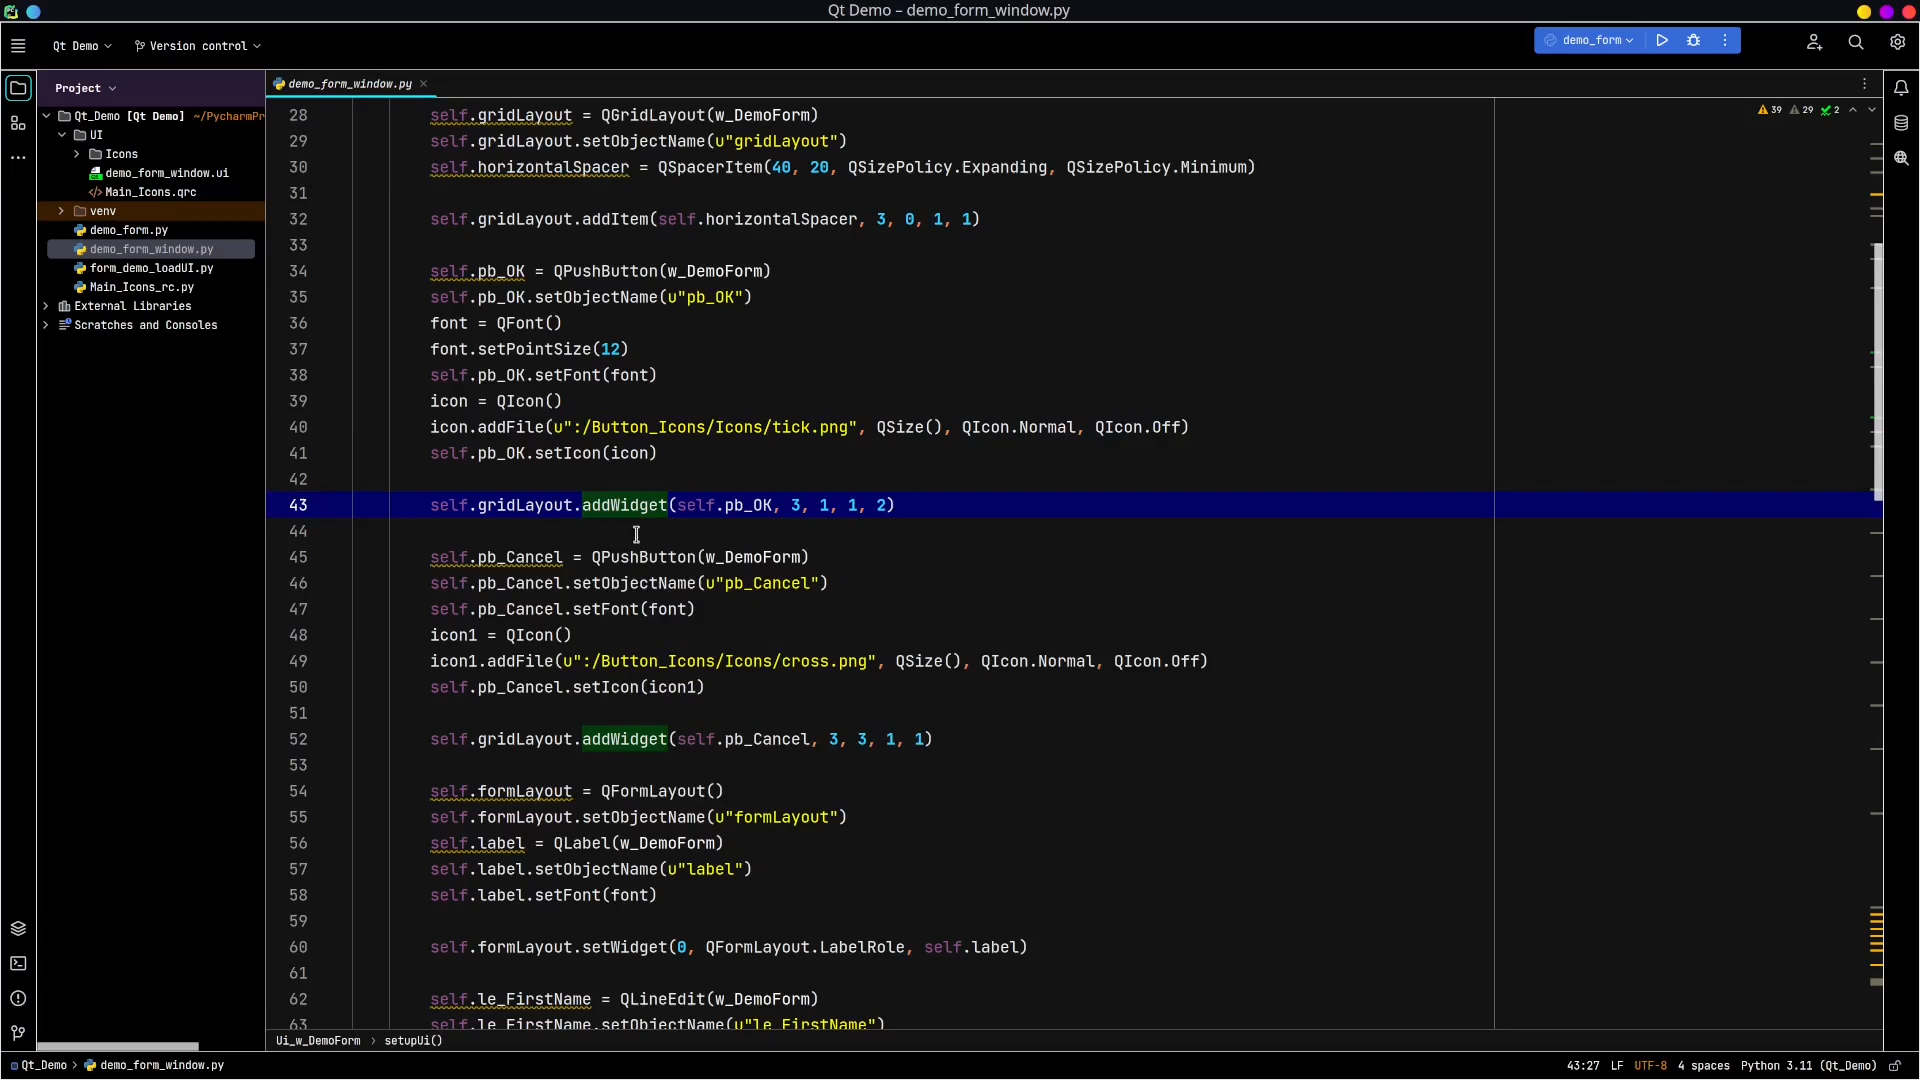 Qt Demo – demo_form_window.py
Qt Demo
Version control
demo_form
Project
demo_form_window.py
Qt_Demo [Qt Demo] ~/PycharmPr
UI
Icons
demo_form_window.ui
Main_Icons.qrc
venv
demo_form.py
demo_form_window.py
form_demo_loadUI.py
Main_Icons_rc.py
External Libraries
Scratches and Consoles
39 29 2
28 self.gridLayout = QGridLayout(w_DemoForm)
29 self.gridLayout.setObjectName(u"gridLayout")
30 self.horizontalSpacer = QSpacerItem(40, 20, QSizePolicy.Expanding, QSizePolicy.Minimum)
31
32 self.gridLayout.addItem(self.horizontalSpacer, 3, 0, 1, 1)
33
34 self.pb_OK = QPushButton(w_DemoForm)
35 self.pb_OK.setObjectName(u"pb_OK")
36 font = QFont()
37 font.setPointSize(12)
38 self.pb_OK.setFont(font)
39 icon = QIcon()
40 icon.addFile(u":/Button_Icons/Icons/tick.png", QSize(), QIcon.Normal, QIcon.Off)
41 self.pb_OK.setIcon(icon)
42
43 self.gridLayout.addWidget(self.pb_OK, 3, 1, 1, 2)
44
45 self.pb_Cancel = QPushButton(w_DemoForm)
46 self.pb_Cancel.setObjectName(u"pb_Cancel")
47 self.pb_Cancel.setFont(font)
48 icon1 = QIcon()
49 icon1.addFile(u":/Button_Icons/Icons/cross.png", QSize(), QIcon.Normal, QIcon.Off)
50 self.pb_Cancel.setIcon(icon1)
51
52 self.gridLayout.addWidget(self.pb_Cancel, 3, 3, 1, 1)
53
54 self.formLayout = QFormLayout()
55 self.formLayout.setObjectName(u"formLayout")
56 self.label = QLabel(w_DemoForm)
57 self.label.setObjectName(u"label")
58 self.label.setFont(font)
59
60 self.formLayout.setWidget(0, QFormLayout.LabelRole, self.label)
61
62 self.le_FirstName = QLineEdit(w_DemoForm)
63 self.le_FirstName.setObjectName(u"le_FirstName")
Ui_w_DemoForm > setupUi()
Qt_Demo > demo_form_window.py
43:27 LF UTF-8 4 spaces Python 3.11 (Qt_Demo)